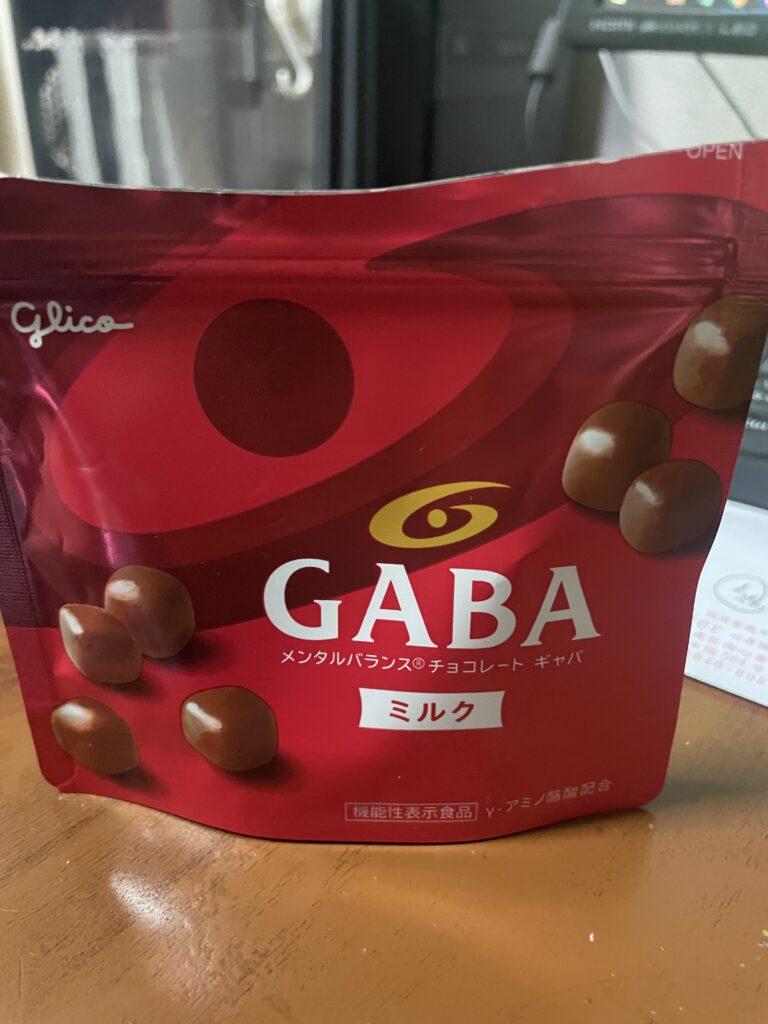 OPEN
Glico
GABA
メンタルバランス® チョコレート ギャバ
ミルク
機能性表示食品 γ-アミノ酪酸配合